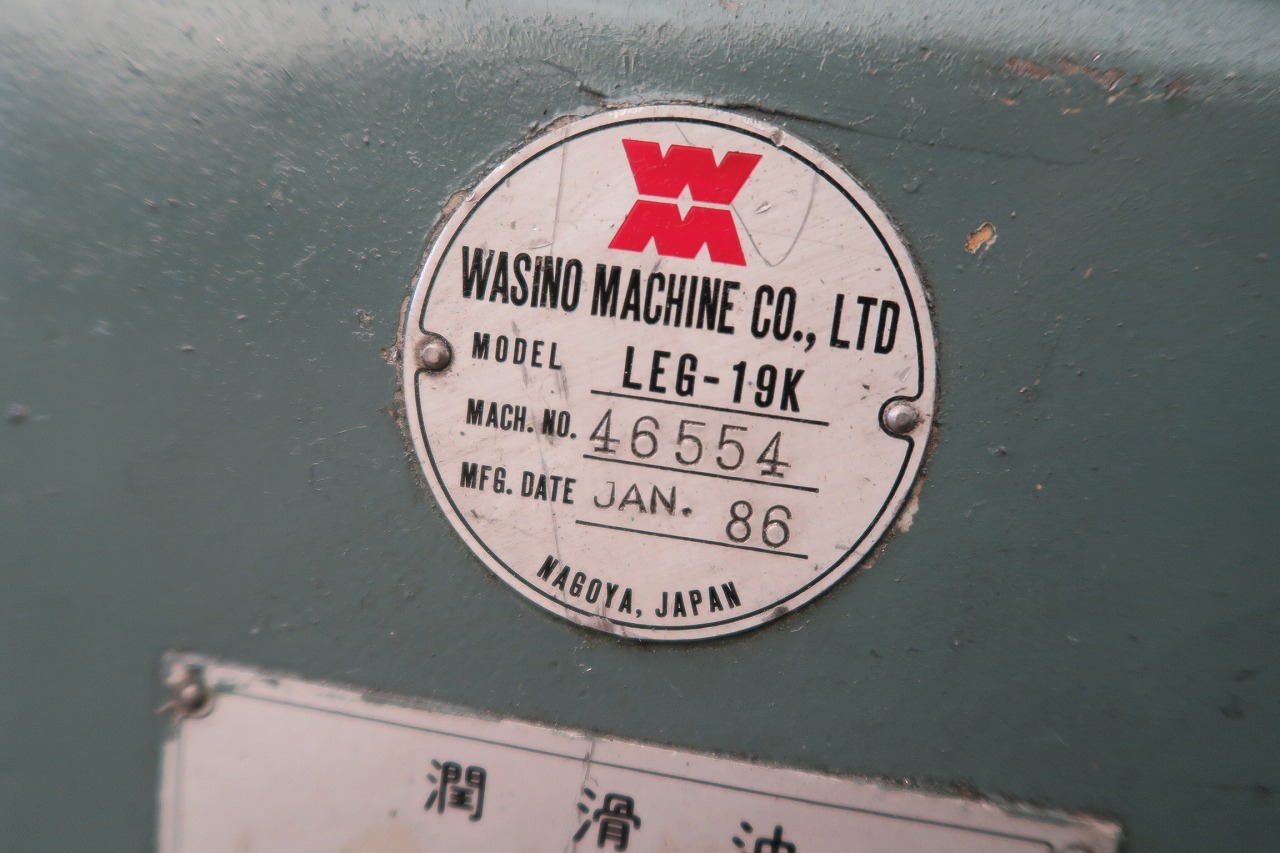 WM
WASINO MACHINE CO., LTD
MODEL LEG-19K
MACH. NO. 46554
MFG. DATE JAN. 86
NAGOYA, JAPAN
潤滑油